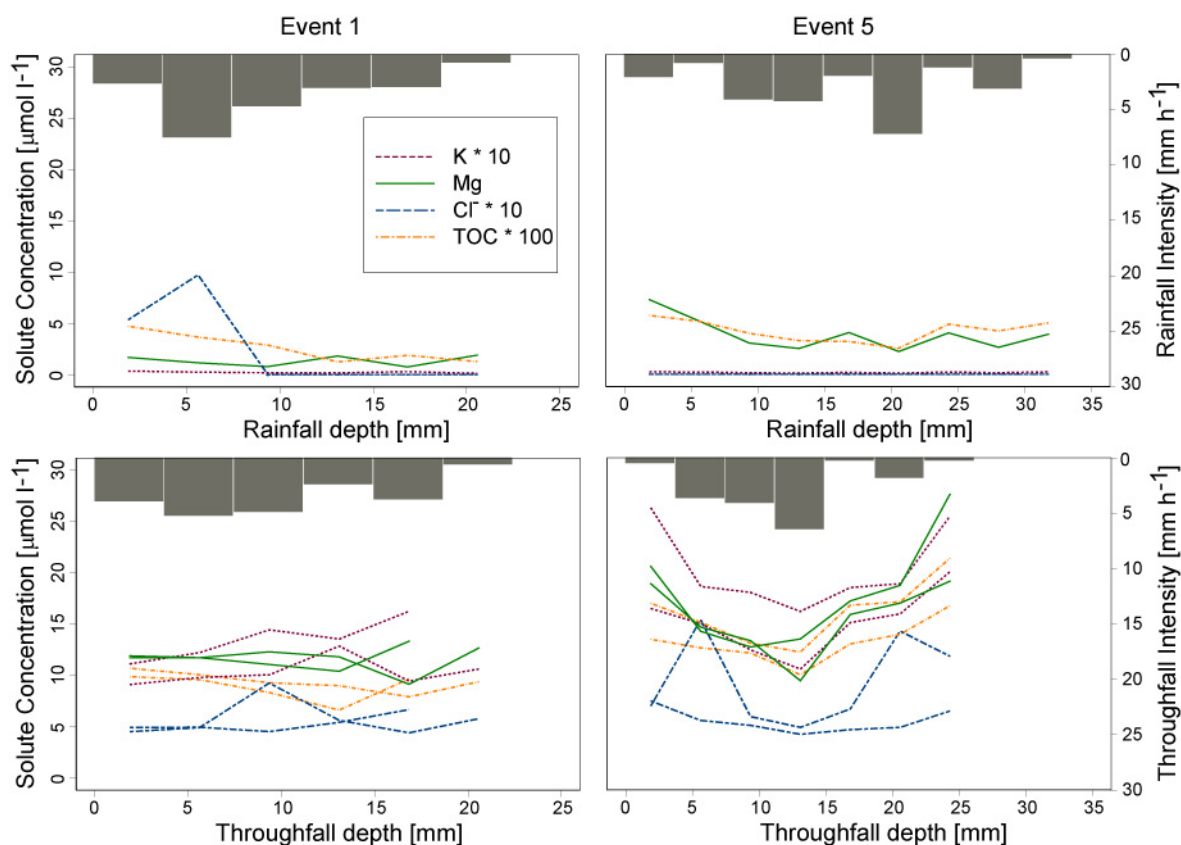 Event 1
Event 5
Solute Concentration [µmol l⁻¹]
30
25
20
15
10
5
0
K * 10
Mg
Cl⁻ * 10
TOC * 100
0 5 10 15 20 25
Rainfall depth [mm]
0
5
10
15
20
25
30
Rainfall Intensity [mm h⁻¹]
0 5 10 15 20 25 30 35
Rainfall depth [mm]
Solute Concentration [µmol l⁻¹]
30
25
20
15
10
5
0
0 5 10 15 20 25
Throughfall depth [mm]
0
5
10
15
20
25
30
Throughfall Intensity [mm h⁻¹]
0 5 10 15 20 25 30 35
Throughfall depth [mm]